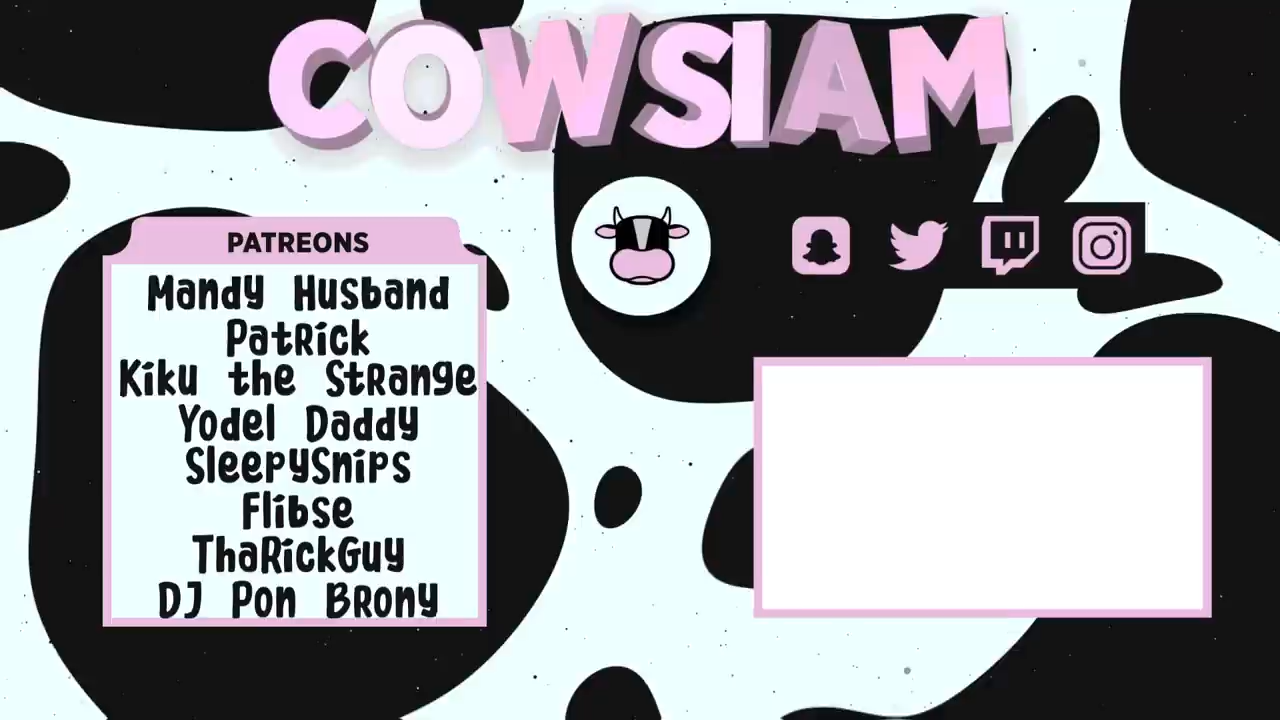 COWSIAM
PATREONS
Mandy Husband
Patrick
Kiku the Strange
Yodel Daddy
SleepySnips
Flibse
ThaRickGuy
DJ Pon Brony